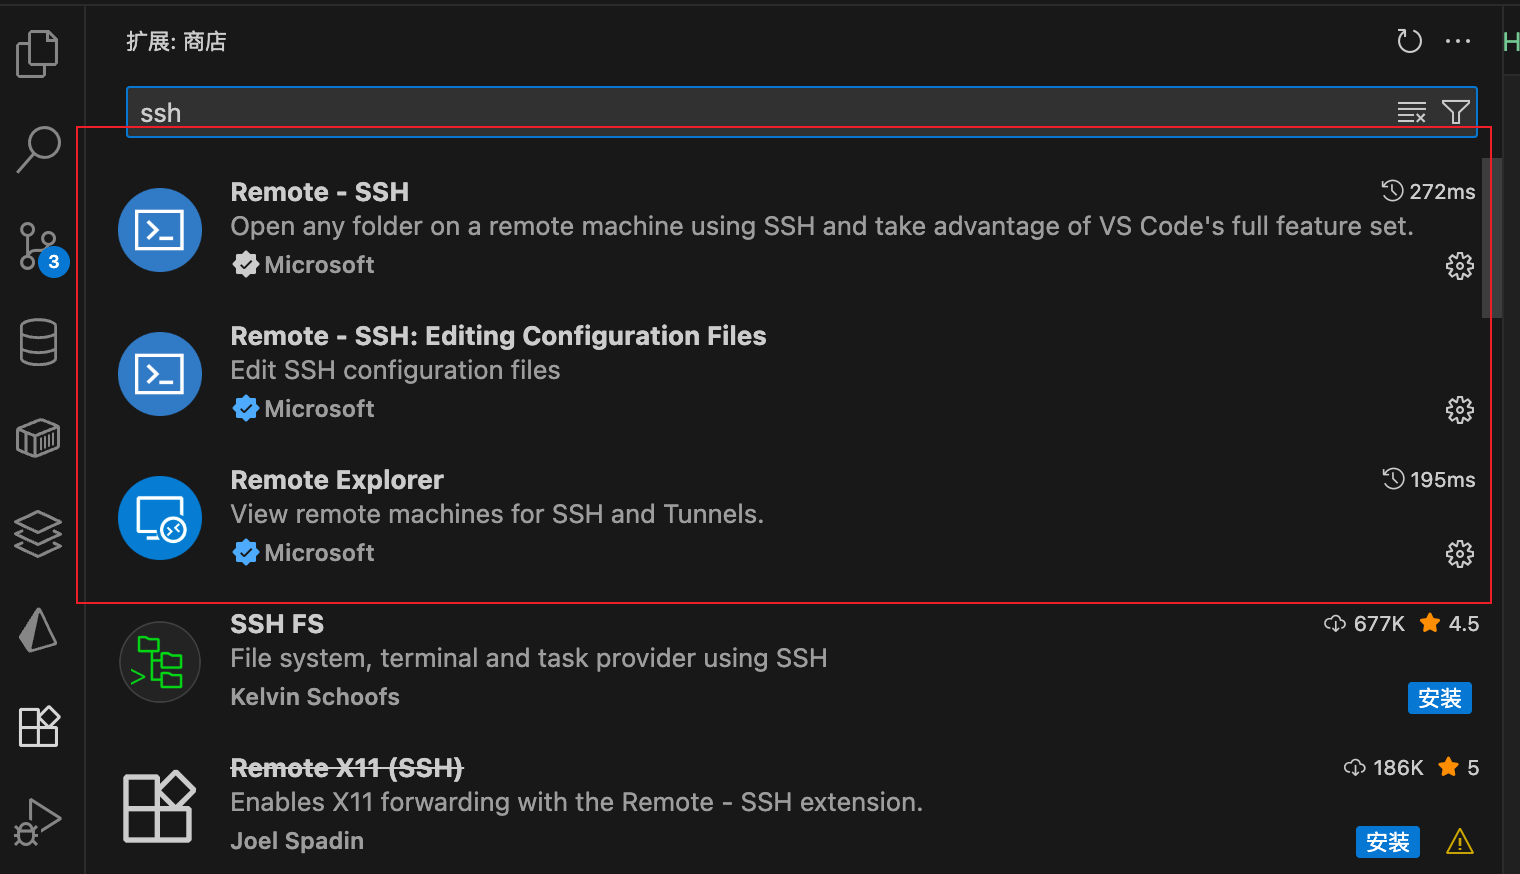 扩展: 商店
H
ssh
Remote - SSH
272ms
Open any folder on a remote machine using SSH and take advantage of VS Code's full feature set.
Microsoft
3
Remote - SSH: Editing Configuration Files
Edit SSH configuration files
Microsoft
Remote Explorer
195ms
View remote machines for SSH and Tunnels.
Microsoft
SSH FS
677K 4.5
File system, terminal and task provider using SSH
Kelvin Schoofs
安装
Remote X11 (SSH)
186K 5
Enables X11 forwarding with the Remote - SSH extension.
Joel Spadin
安装